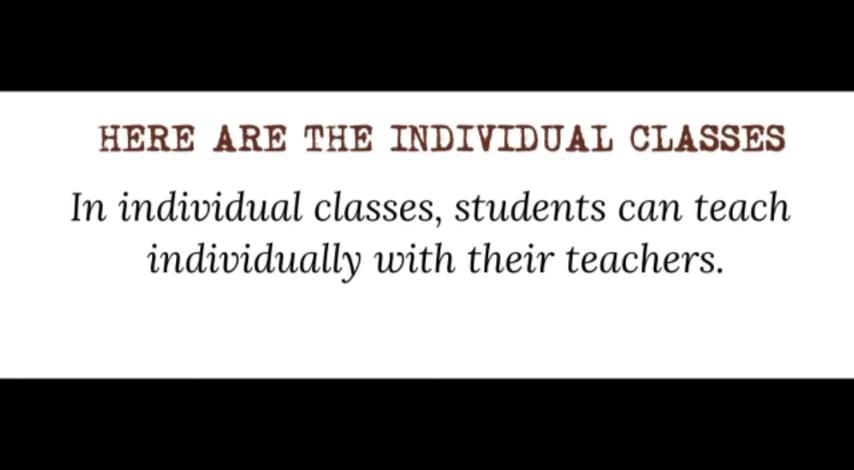 HERE ARE THE INDIVIDUAL CLASSES
In individual classes, students can teach
individually with their teachers.